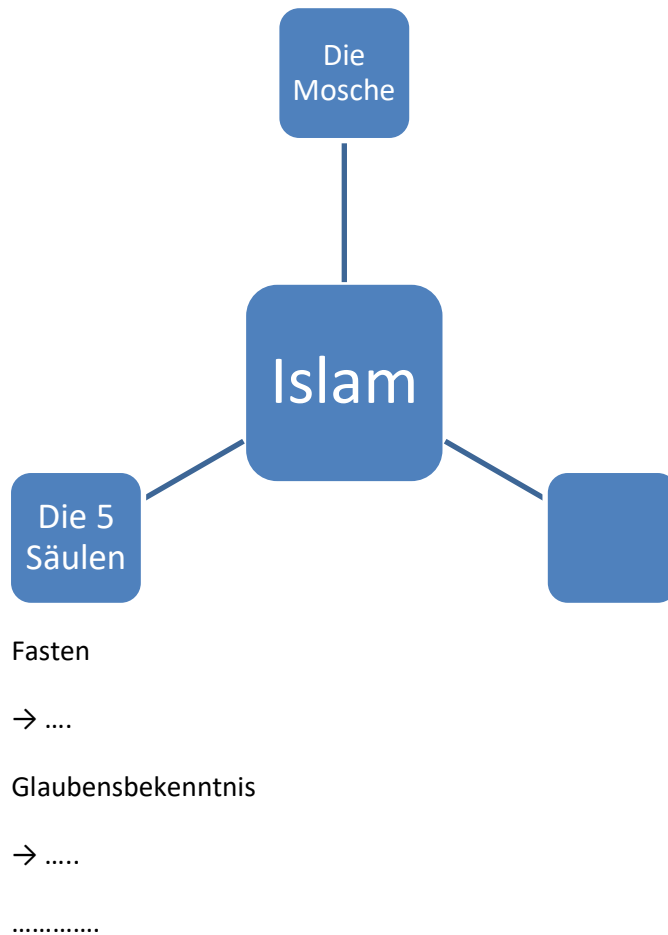 Die
Mosche
Islam
Die 5
Säulen
Fasten
→ ….
Glaubensbekenntnis
→ …..
………….